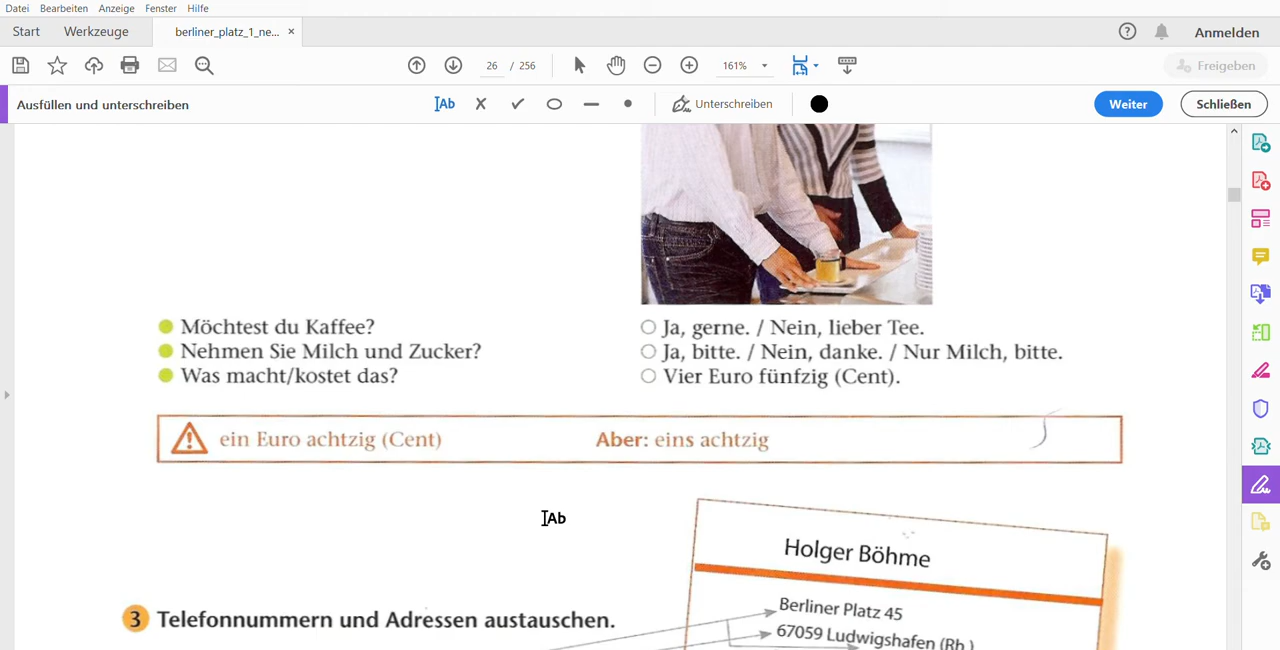 Datei Bearbeiten Anzeige Fenster Hilfe
Start Werkzeuge berliner_platz_1_ne... × Anmelden
26 / 256 161% Freigeben
Ausfüllen und unterschreiben Ab Unterschreiben Weiter Schließen
Möchtest du Kaffee? Ja, gerne. / Nein, lieber Tee.
Nehmen Sie Milch und Zucker? Ja, bitte. / Nein, danke. / Nur Milch, bitte.
Was macht/kostet das? Vier Euro fünfzig (Cent).
ein Euro achtzig (Cent) Aber: eins achtzig
Ab
Holger Böhme
Berliner Platz 45
3 Telefonnummern und Adressen austauschen.
67059 Ludwigshafen (Rh.)